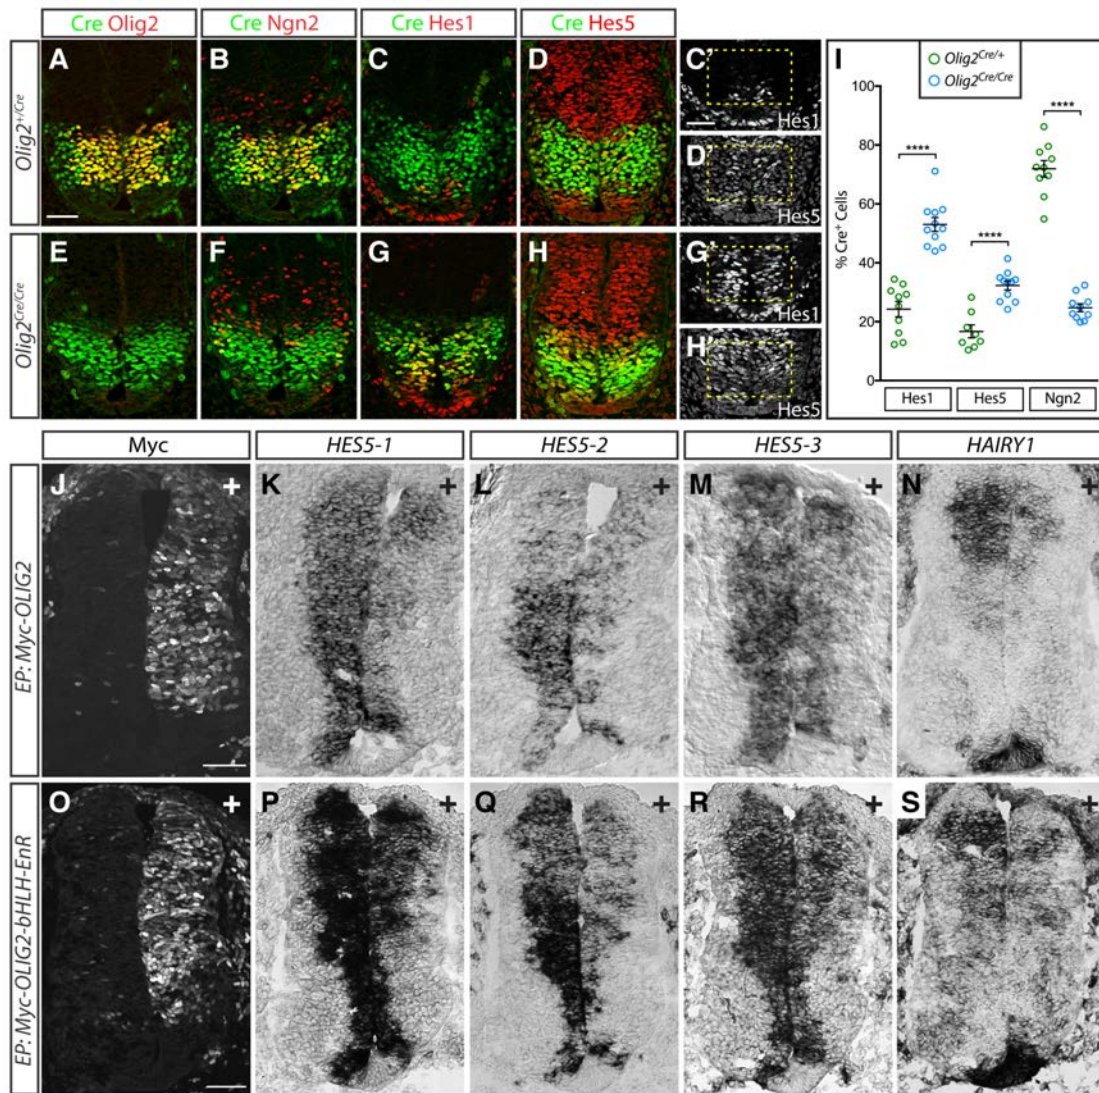 Cre Olig2
Cre Ngn2
Cre Hes1
Cre Hes5
Olig2+/Cre
A
B
C
D
C'
Hes1
D'
Hes5
Olig2Cre/Cre
E
F
G
H
G'
Hes1
H'
Hes5
I
Olig2Cre/+
Olig2Cre/Cre
% Cre+ Cells
100
80
60
40
20
0
****
****
****
Hes1
Hes5
Ngn2
Myc
HES5-1
HES5-2
HES5-3
HAIRY1
EP: Myc-OLIG2
J +
K +
L +
M +
N +
EP: Myc-OLIG2-bHLH-EnR
O +
P +
Q +
R +
S +